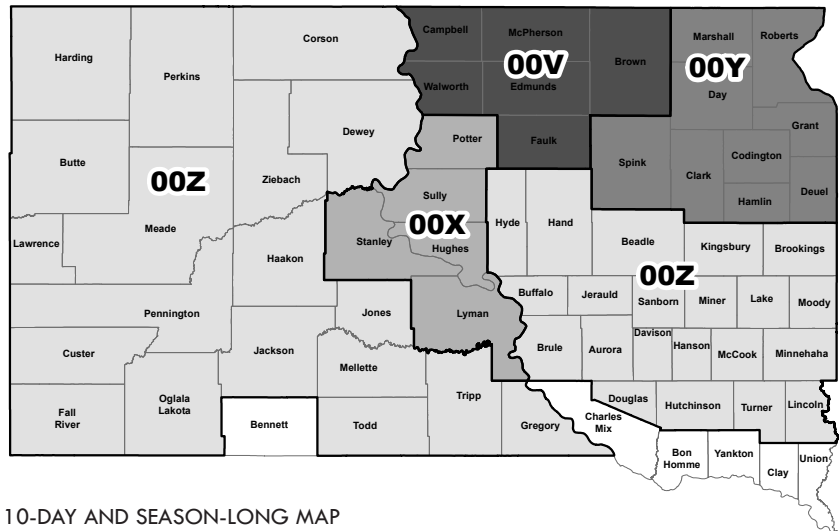 Campbell
McPherson
Marshall
Roberts
Corson
Harding
Perkins
00V
Brown
00Y
Walworth
Edmunds
Day
Dewey
Potter
Faulk
Grant
Butte
00Z
Ziebach
Spink
Clark
Codington
Sully
Hamlin
Deuel
Lawrence
Meade
Stanley
00X
Hughes
Hyde
Hand
Beadle
Kingsbury
Brookings
Haakon
00Z
Pennington
Jones
Lyman
Buffalo
Jerauld
Sanborn
Miner
Lake
Moody
Custer
Jackson
Mellette
Brule
Aurora
Davison
Hanson
McCook
Minnehaha
Fall
River
Oglala
Lakota
Bennett
Todd
Tripp
Gregory
Charles
Mix
Douglas
Hutchinson
Turner
Lincoln
Bon
Homme
Yankton
Clay
Union
10-DAY AND SEASON-LONG MAP